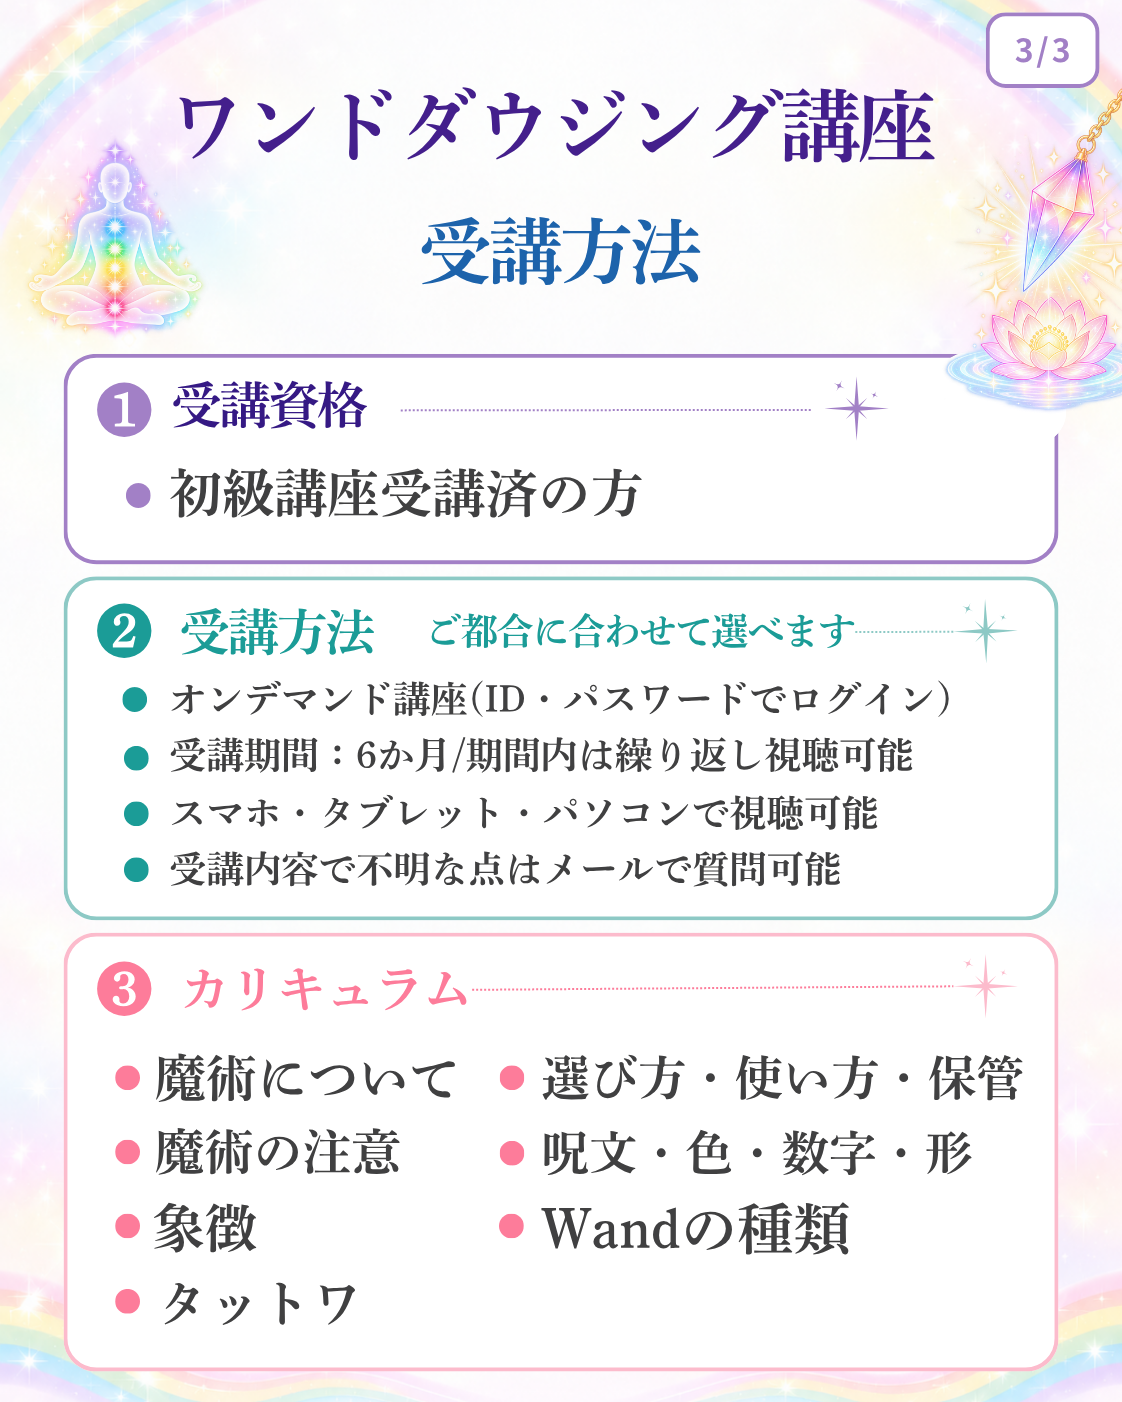 3/3
ワンドダウジング講座
受講方法
1 受講資格
初級講座受講済の方
2 受講方法 ご都合に合わせて選べます
オンデマンド講座(ID・パスワードでログイン)
受講期間：6か月/期間内は繰り返し視聴可能
スマホ・タブレット・パソコンで視聴可能
受講内容で不明な点はメールで質問可能
3 カリキュラム
魔術について
魔術の注意
象徴
タットワ
選び方・使い方・保管
呪文・色・数字・形
Wandの種類